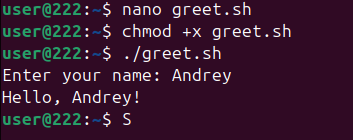 user@222:~$ nano greet.sh
user@222:~$ chmod +x greet.sh
user@222:~$ ./greet.sh
Enter your name: Andrey
Hello, Andrey!
user@222:~$ S